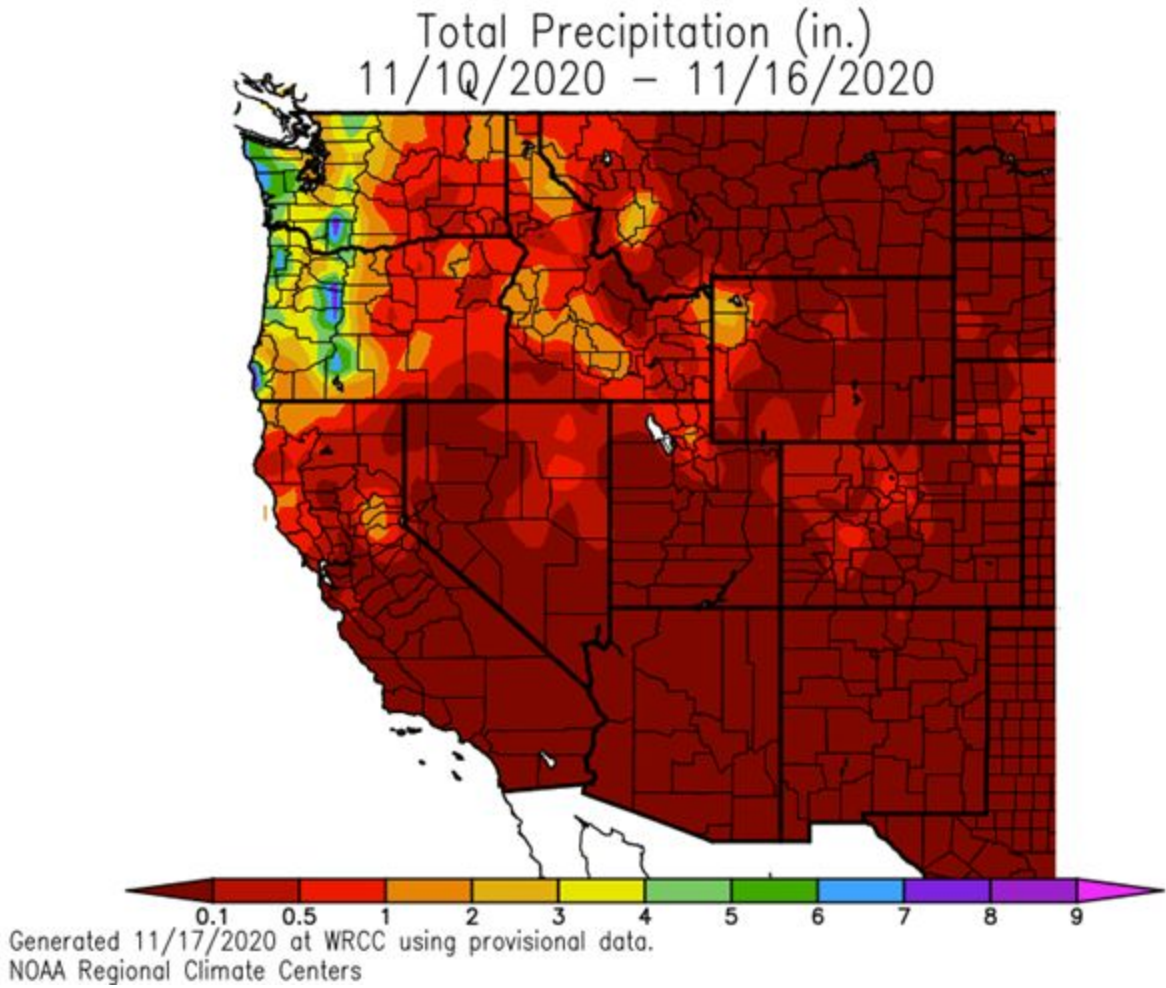 Total Precipitation (in.)
11/10/2020 – 11/16/2020
0.1 0.5 1 2 3 4 5 6 7 8 9
Generated 11/17/2020 at WRCC using provisional data.
NOAA Regional Climate Centers